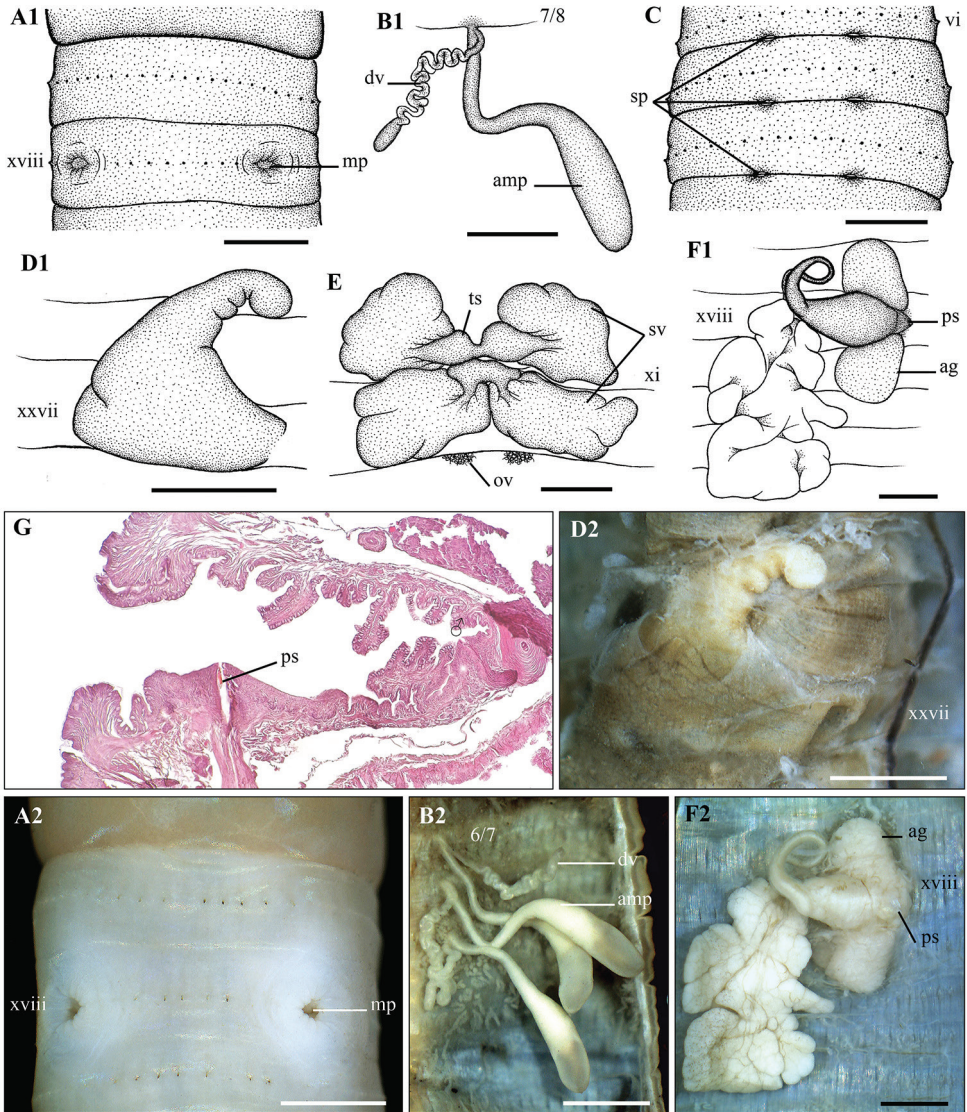 A1
xviii
mp
B1
7/8
dv
amp
C
vi
sp
D1
xxvii
E
ts
sv
xi
ov
F1
xviii
ps
ag
G
ps
♂
D2
xxvii
A2
xviii
mp
B2
6/7
dv
amp
F2
ag
xviii
ps